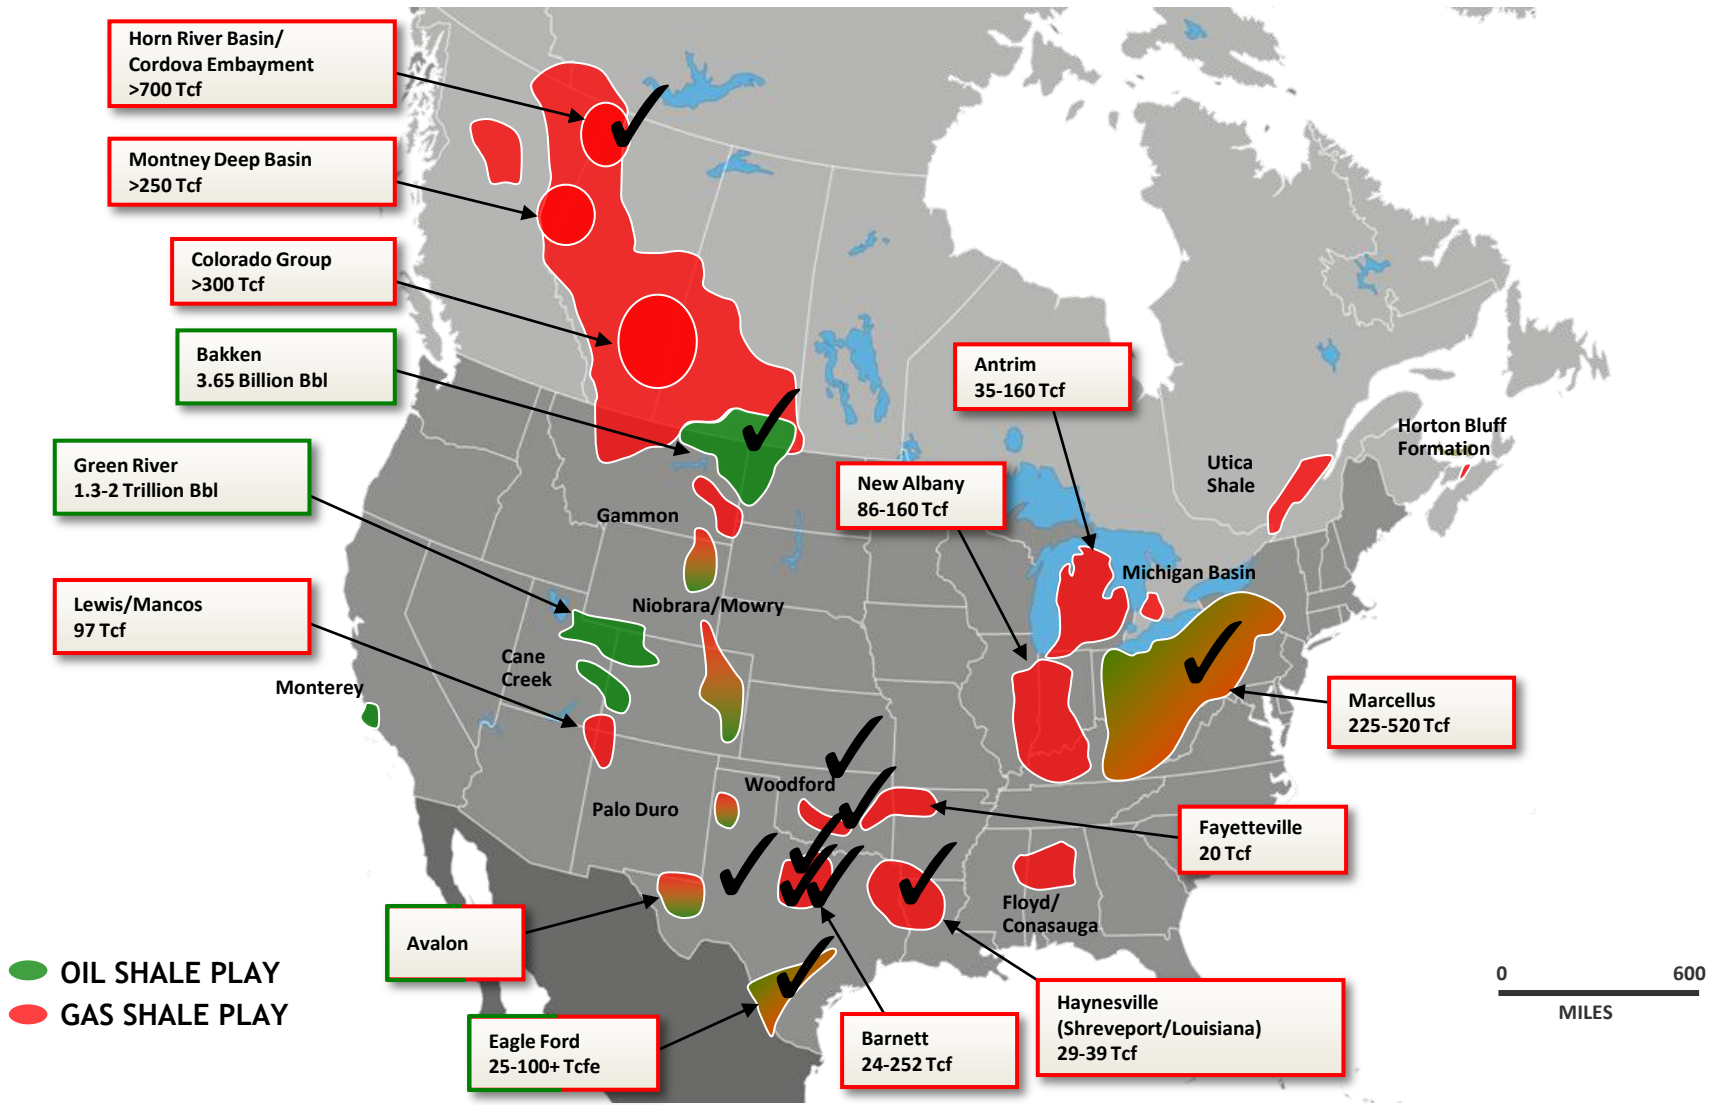 Horn River Basin/
Cordova Embayment
>700 Tcf
Montney Deep Basin
>250 Tcf
Colorado Group
>300 Tcf
Bakken
3.65 Billion Bbl
Green River
1.3-2 Trillion Bbl
Lewis/Mancos
97 Tcf
Monterey
Cane
Creek
Gammon
Niobrara/Mowry
Palo Duro
Woodford
Antrim
35-160 Tcf
New Albany
86-160 Tcf
Michigan Basin
Utica
Shale
Horton Bluff
Formation
Marcellus
225-520 Tcf
Fayetteville
20 Tcf
Floyd/
Conasauga
Haynesville
(Shreveport/Louisiana)
29-39 Tcf
Barnett
24-252 Tcf
Avalon
Eagle Ford
25-100+ Tcfe
OIL SHALE PLAY
GAS SHALE PLAY
0 600
MILES